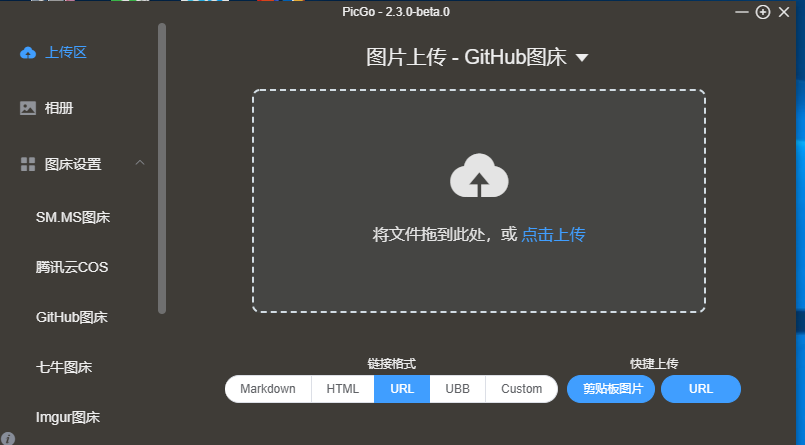 PicGo - 2.3.0-beta.0
上传区
相册
图床设置
SM.MS图床
腾讯云COS
GitHub图床
七牛图床
Imgur图床
图片上传 - GitHub图床
将文件拖到此处，或 点击上传
链接格式
Markdown HTML URL UBB Custom
快捷上传
剪贴板图片 URL